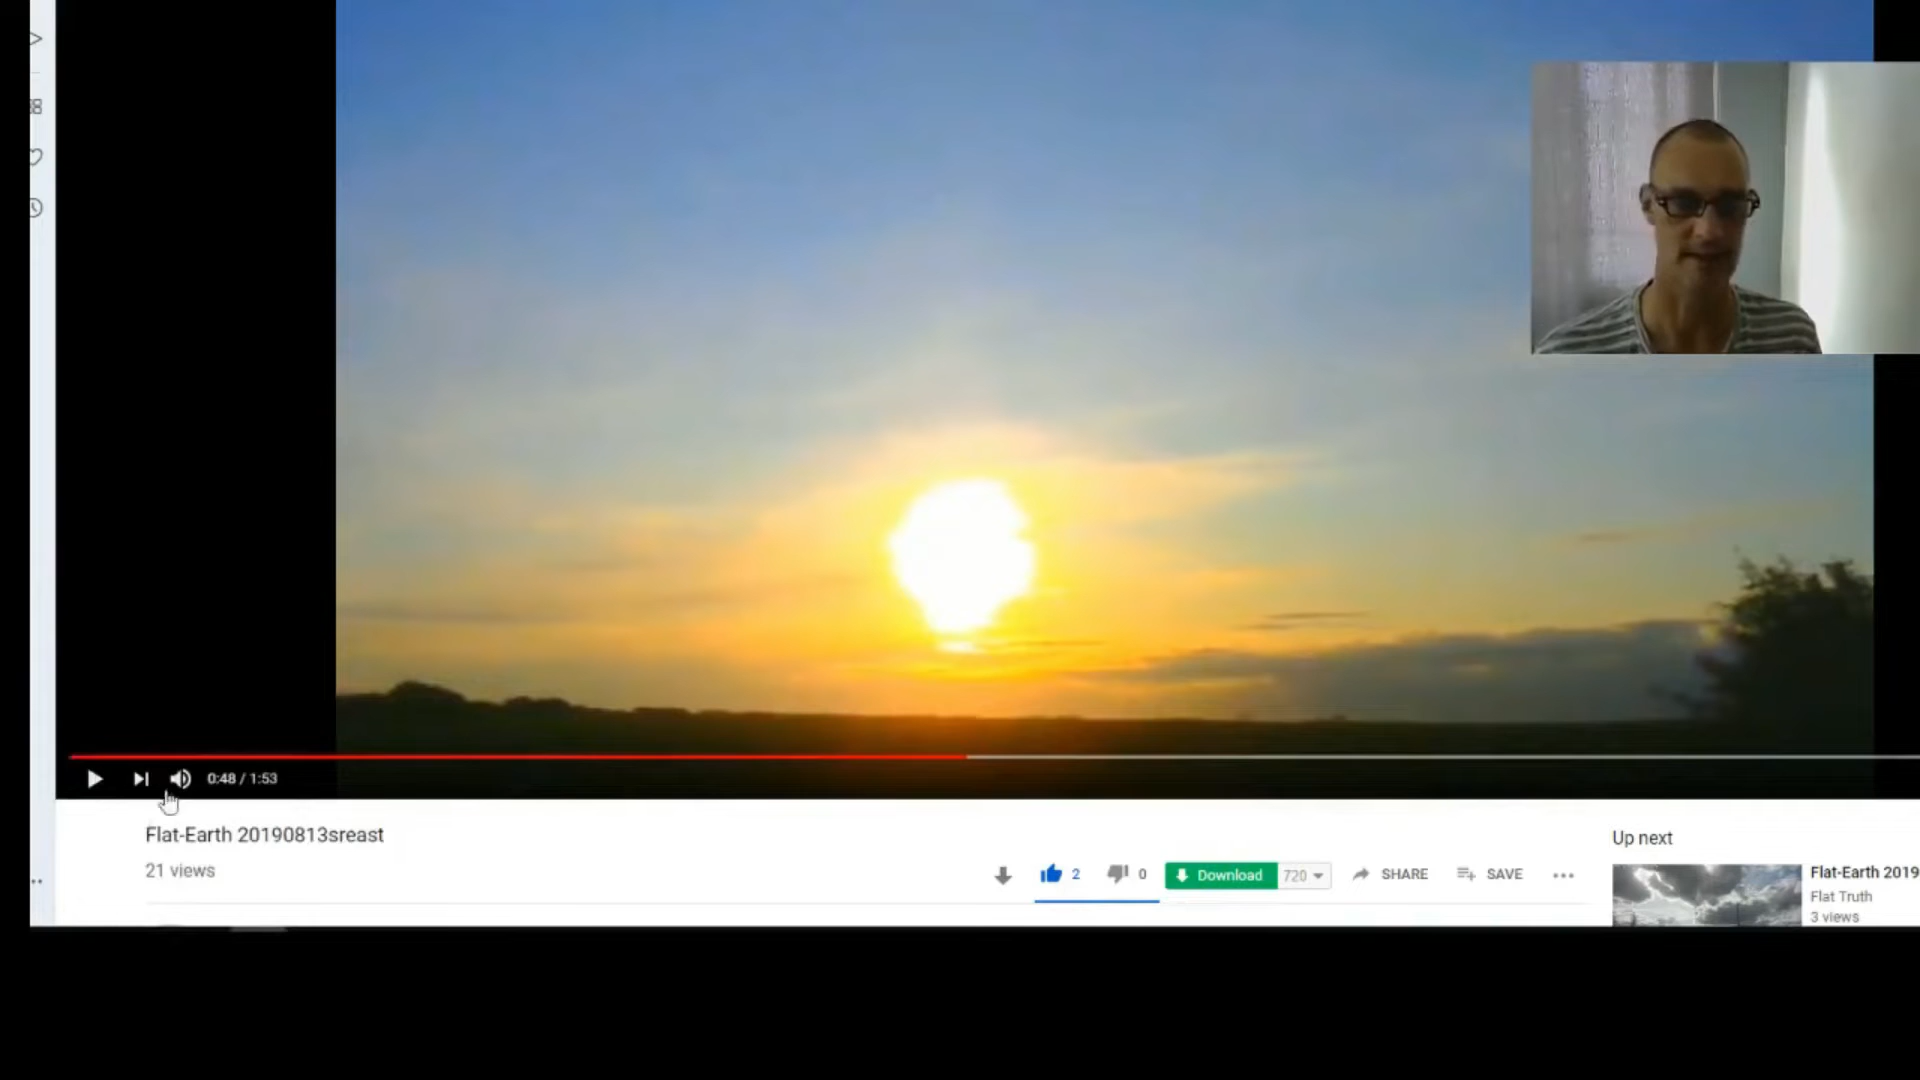 0:48 / 1:53
Flat-Earth 20190813sreast
21 views
2
0
Download
720
SHARE
SAVE
Up next
Flat-Earth 2019
Flat Truth
3 views